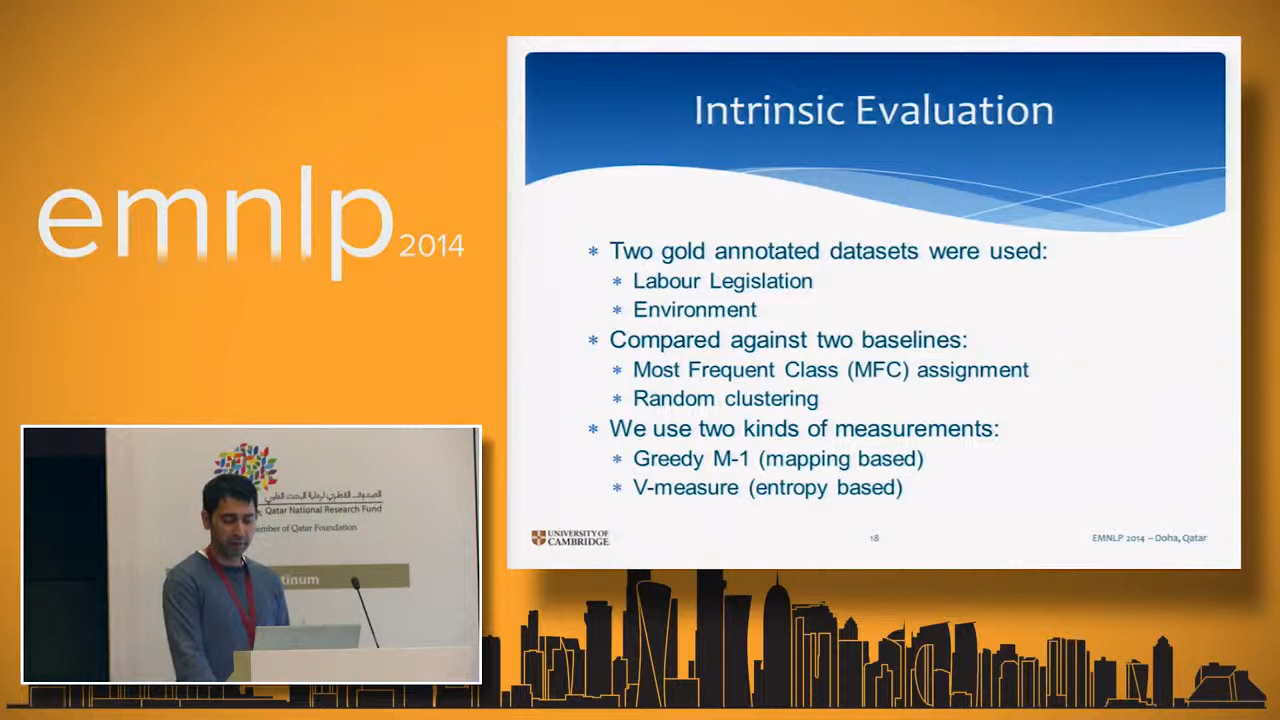 emnlp 2014
Intrinsic Evaluation
* Two gold annotated datasets were used:
* Labour Legislation
* Environment
* Compared against two baselines:
* Most Frequent Class (MFC) assignment
* Random clustering
* We use two kinds of measurements:
* Greedy M-1 (mapping based)
* V-measure (entropy based)
UNIVERSITY OF
CAMBRIDGE
18
EMNLP 2014 – Doha, Qatar
Qatar National Research Fund
ember of Qatar Foundation
tinum